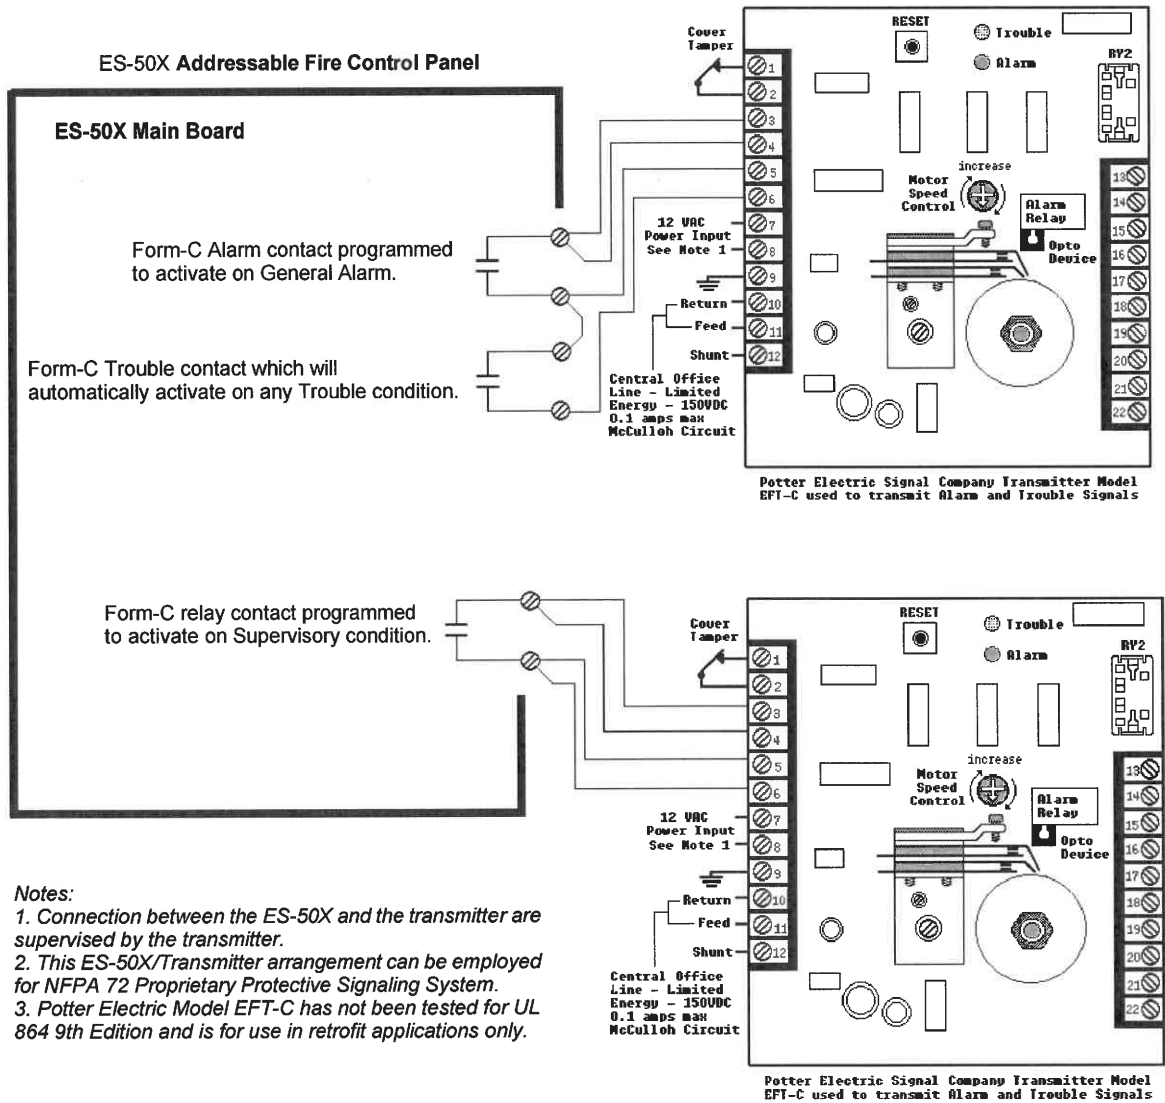 ES-50X Addressable Fire Control Panel
ES-50X Main Board
Form-C Alarm contact programmed
to activate on General Alarm.
Form-C Trouble contact which will
automatically activate on any Trouble condition.
Cover
Tamper
1
2
3
4
5
6
12 VAC
Power Input
See Note 1
7
8
9
Return
10
Feed
11
Shunt
12
Central Office
Line - Limited
Energy - 150VDC
0.1 amps max
McCulloh Circuit
RESET
Trouble
Alarm
RY2
increase
Motor
Speed
Control
Alarm
Relay
Opto
Device
13
14
15
16
17
18
19
20
21
22
Potter Electric Signal Company Transmitter Model
EFT-C used to transmit Alarm and Trouble Signals
Form-C relay contact programmed
to activate on Supervisory condition.
Cover
Tamper
1
2
3
4
5
6
12 VAC
Power Input
See Note 1
7
8
9
Return
10
Feed
11
Shunt
12
Central Office
Line - Limited
Energy - 150VDC
0.1 amps max
McCulloh Circuit
RESET
Trouble
Alarm
RY2
increase
Motor
Speed
Control
Alarm
Relay
Opto
Device
13
14
15
16
17
18
19
20
21
22
Potter Electric Signal Company Transmitter Model
EFT-C used to transmit Alarm and Trouble Signals
Notes:
1. Connection between the ES-50X and the transmitter are
supervised by the transmitter.
2. This ES-50X/Transmitter arrangement can be employed
for NFPA 72 Proprietary Protective Signaling System.
3. Potter Electric Model EFT-C has not been tested for UL
864 9th Edition and is for use in retrofit applications only.